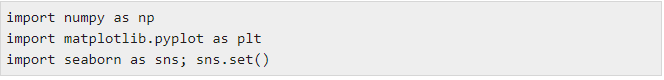 import numpy as np
import matplotlib.pyplot as plt
import seaborn as sns; sns.set()